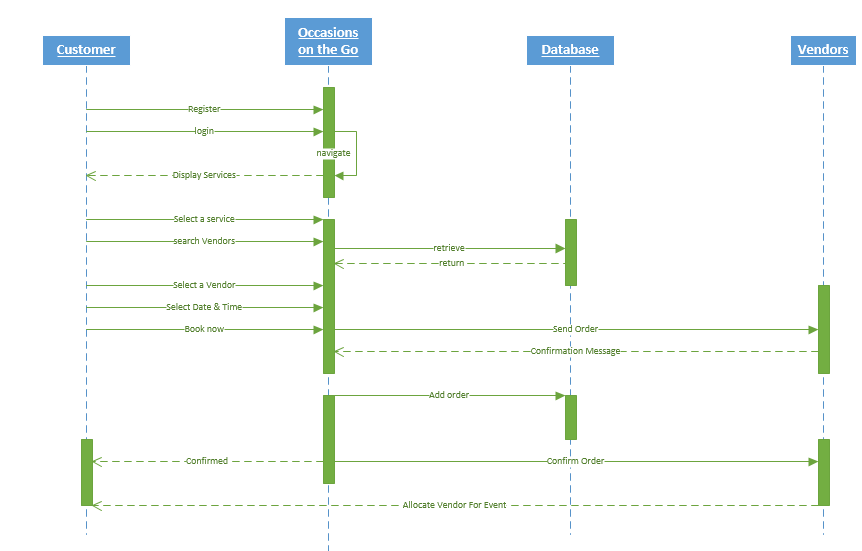 Customer
Occasions
on the Go
Database
Vendors
Register
login
navigate
Display Services
Select a service
search Vendors
retrieve
return
Select a Vendor
Select Date & Time
Book now
Send Order
Confirmation Message
Add order
Confirmed
Confirm Order
Allocate Vendor For Event